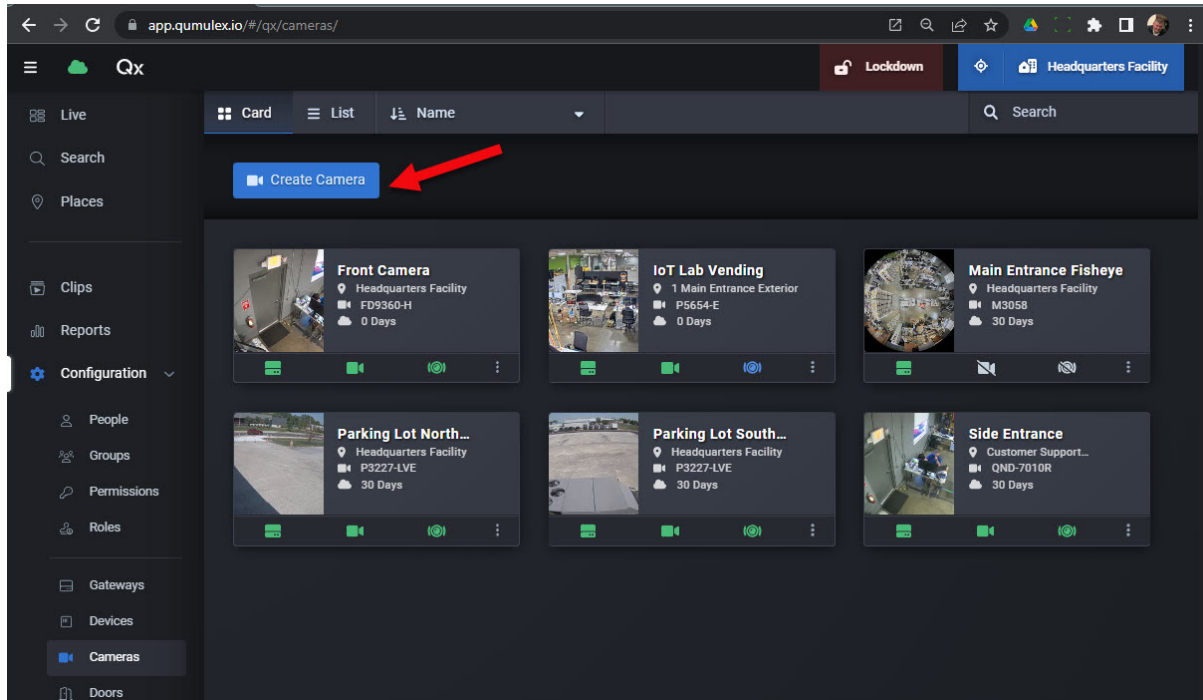 app.qumulex.io/#/qx/cameras/
Qx
Lockdown
Headquarters Facility
Live
Search
Places
Clips
Reports
Configuration
People
Groups
Permissions
Roles
Gateways
Devices
Cameras
Doors
Card
List
Name
Search
Create Camera
Front Camera
Headquarters Facility
FD9360-H
0 Days
IoT Lab Vending
1 Main Entrance Exterior
P5654-E
0 Days
Main Entrance Fisheye
Headquarters Facility
M3058
30 Days
Parking Lot North...
Headquarters Facility
P3227-LVE
30 Days
Parking Lot South...
Headquarters Facility
P3227-LVE
30 Days
Side Entrance
Customer Support...
QND-7010R
30 Days